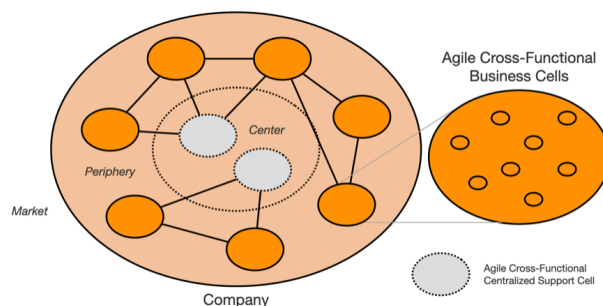 Agile Cross-Functional
Business Cells
Center
Periphery
Market
Agile Cross-Functional
Centralized Support Cell
Company